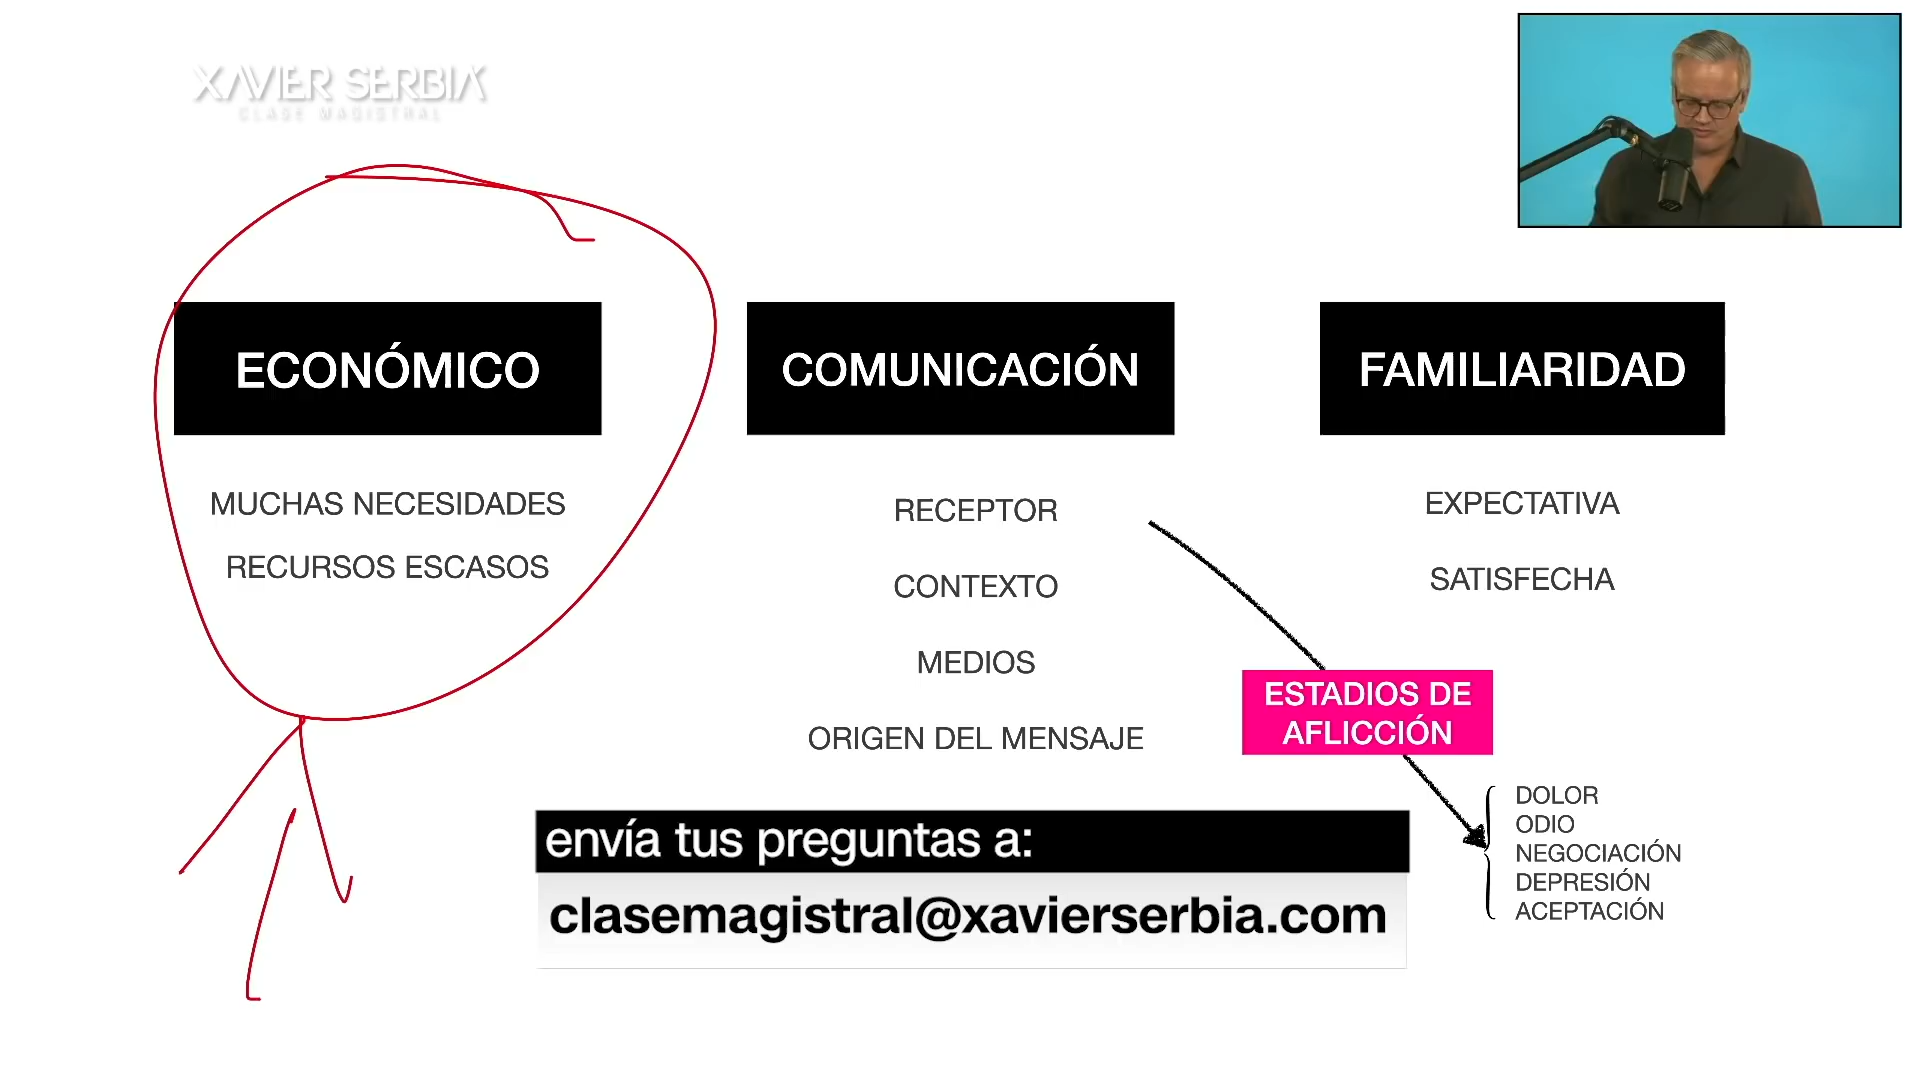 XAVIER SERBIÁ
CLASE MAGISTRAL
ECONÓMICO
MUCHAS NECESIDADES
RECURSOS ESCASOS
COMUNICACIÓN
RECEPTOR
CONTEXTO
MEDIOS
ORIGEN DEL MENSAJE
FAMILIARIDAD
EXPECTATIVA
SATISFECHA
ESTADIOS DE
AFLICCIÓN
DOLOR
ODIO
NEGOCIACIÓN
DEPRESIÓN
ACEPTACIÓN
envía tus preguntas a:
clasemagistral@xavierserbia.com